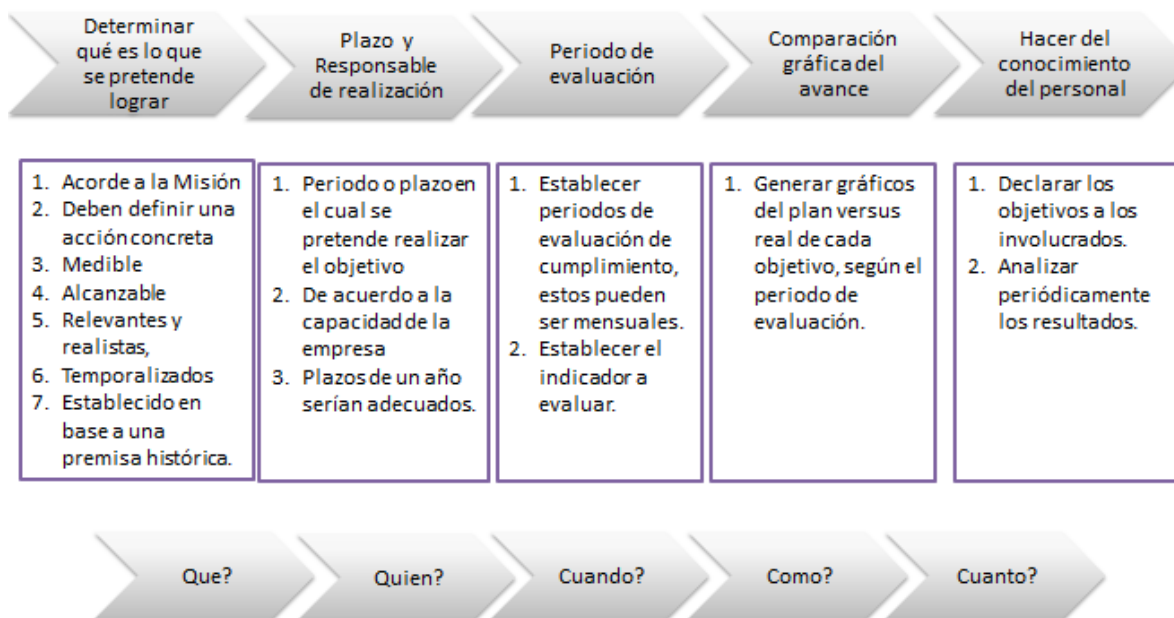 Determinar
qué es lo que
se pretende
lograr
Plazo y
Responsable
de realización
Periodo de
evaluación
Comparación
gráfica del
avance
Hacer del
conocimiento
del personal
1. Acorde a la Misión
2. Deben definir una
acción concreta
3. Medible
4. Alcanzable
5. Relevantes y
realistas,
6. Temporalizados
7. Establecido en
base a una
premisa histórica.
1. Periodo o plazo en
el cual se
pretende realizar
el objetivo
2. De acuerdo a la
capacidad de la
empresa
3. Plazos de un año
serían adecuados.
1. Establecer
periodos de
evaluación de
cumplimiento,
estos pueden
ser mensuales.
2. Establecer el
indicador a
evaluar.
1. Generar gráficos
del plan versus
real de cada
objetivo, según el
periodo de
evaluación.
1. Declarar los
objetivos a los
involucrados.
2. Analizar
periódicamente
los resultados.
Que?
Quien?
Cuando?
Como?
Cuanto?